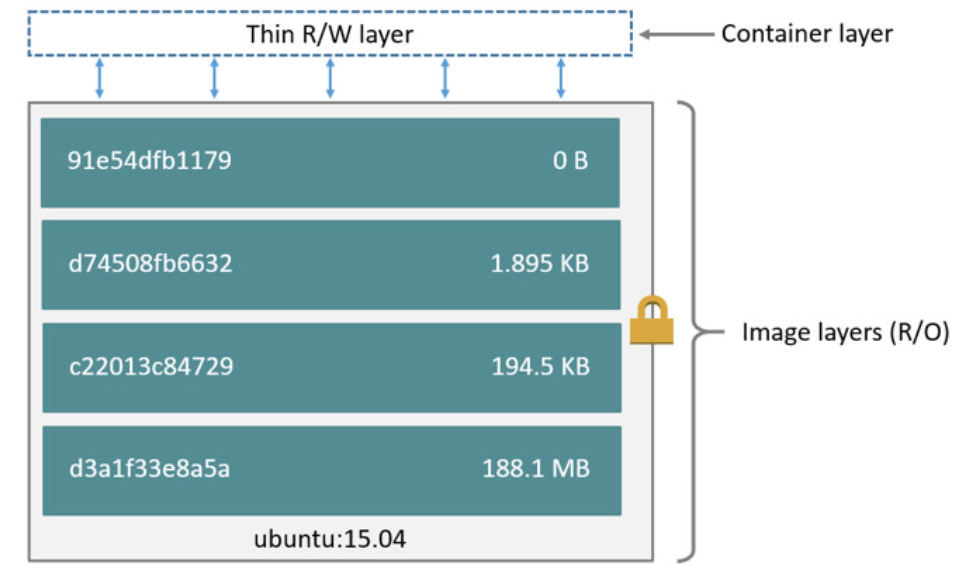 Thin R/W layer
Container layer
91e54dfb1179 0 B
d74508fb6632 1.895 KB
c22013c84729 194.5 KB
Image layers (R/O)
d3a1f33e8a5a 188.1 MB
ubuntu:15.04